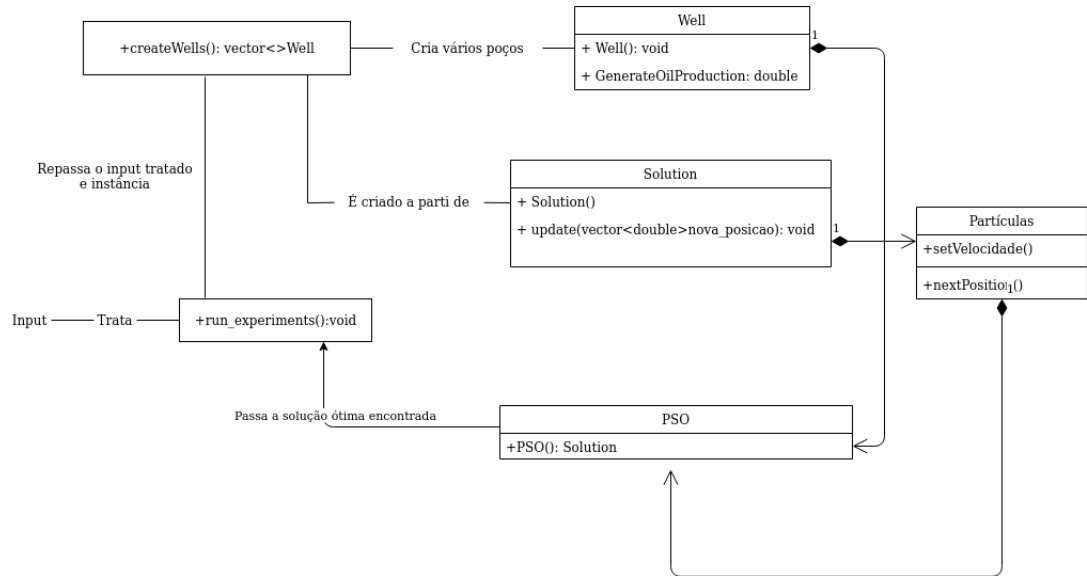 Well
+createWells(): vector<>Well
Cria vários poços
+ Well(): void
1
+ GenerateOilProduction: double
Repassa o input tratado
e instância
Solution
É criado a parti de
+ Solution()
+ update(vector<double>nova_posicao): void
1
Partículas
+setVelocidade()
+nextPosition()
1
Input
Trata
+run_experiments():void
Passa a solução ótima encontrada
PSO
+PSO(): Solution